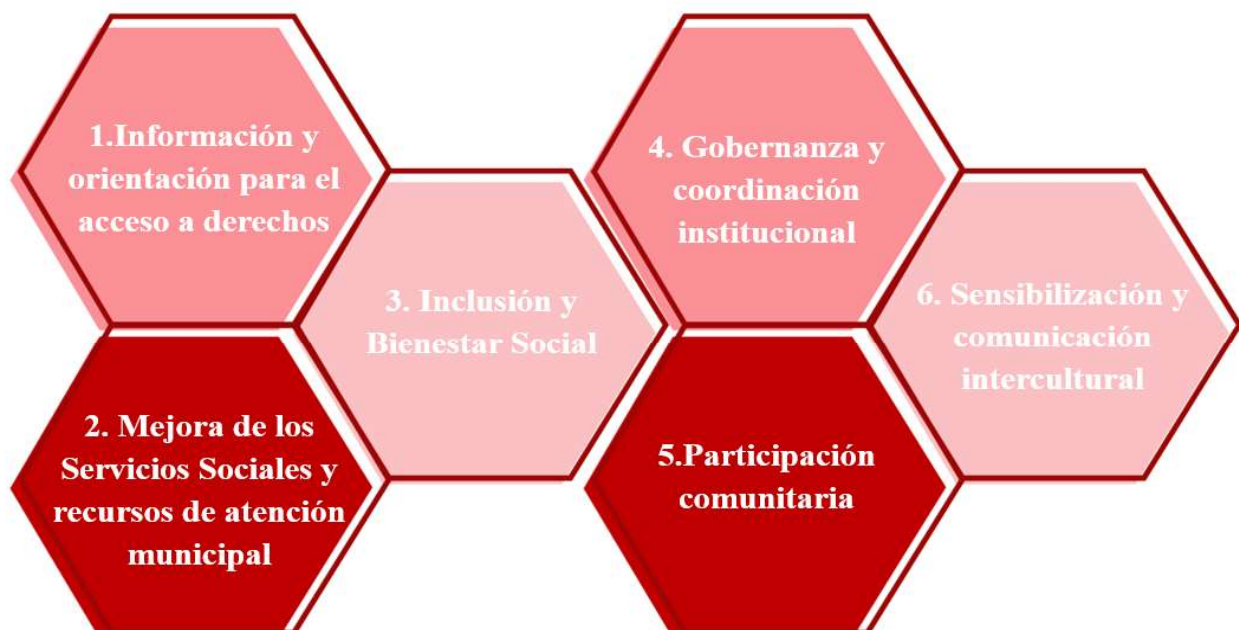 1.Información y
orientación para el
acceso a derechos
2. Mejora de los
Servicios Sociales y
recursos de atención
municipal
3. Inclusión y
Bienestar Social
4. Gobernanza y
coordinación
institucional
5.Participación
comunitaria
6. Sensibilización y
comunicación
intercultural